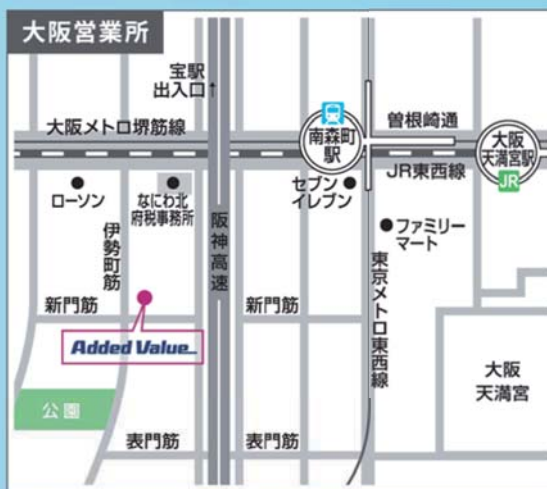 大阪営業所
宝駅
出入口↑
大阪メトロ堺筋線
南森町
駅
曽根崎通
大阪
天満宮駅
JR
JR東西線
ローソン
なにわ北
府税事務所
セブン
イレブン
ファミリー
マート
伊勢町筋
阪神高速
東京メトロ東西線
新門筋
新門筋
Added Value
大阪
天満宮
公園
表門筋
表門筋